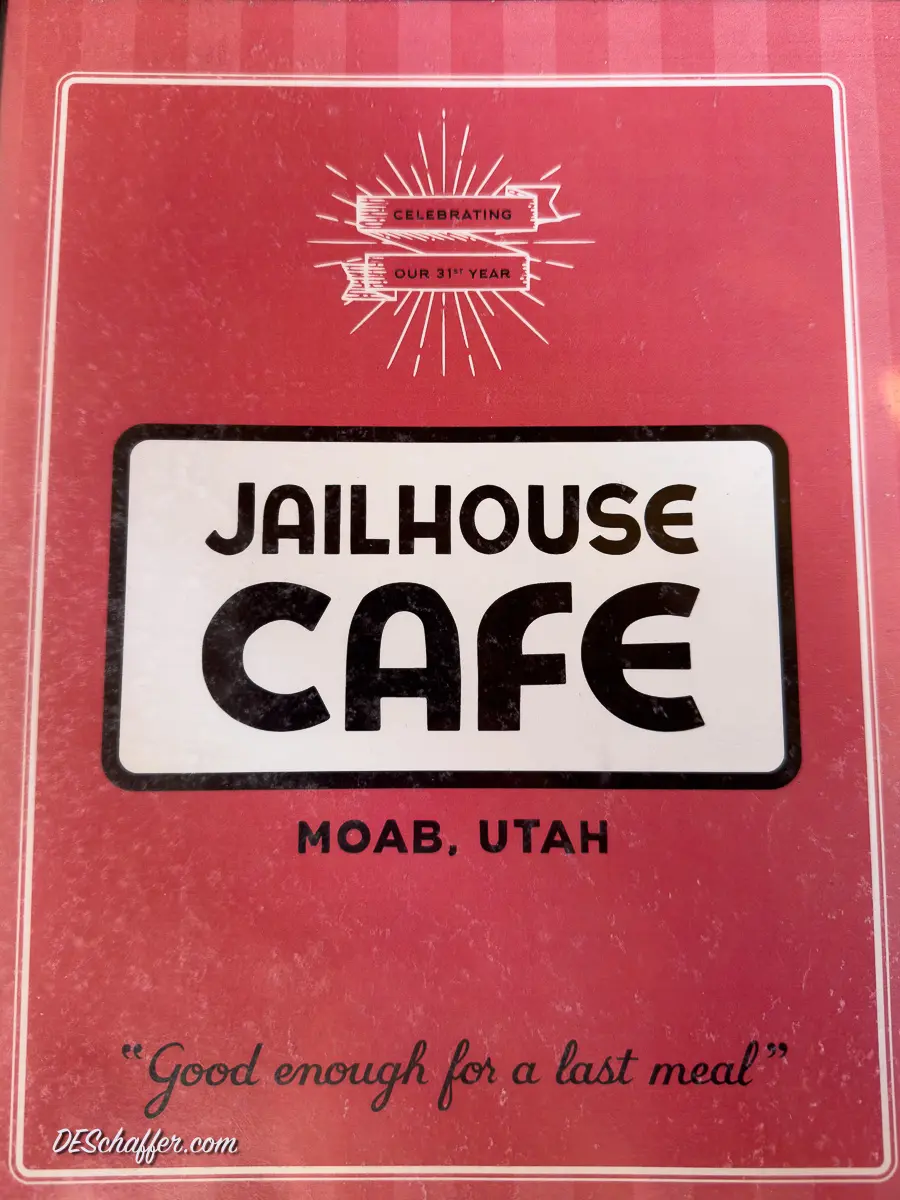 CELEBRATING
OUR 31ST YEAR
JAILHOUSE
CAFE
MOAB, UTAH
“Good enough for a last meal”
DESchaffer.com